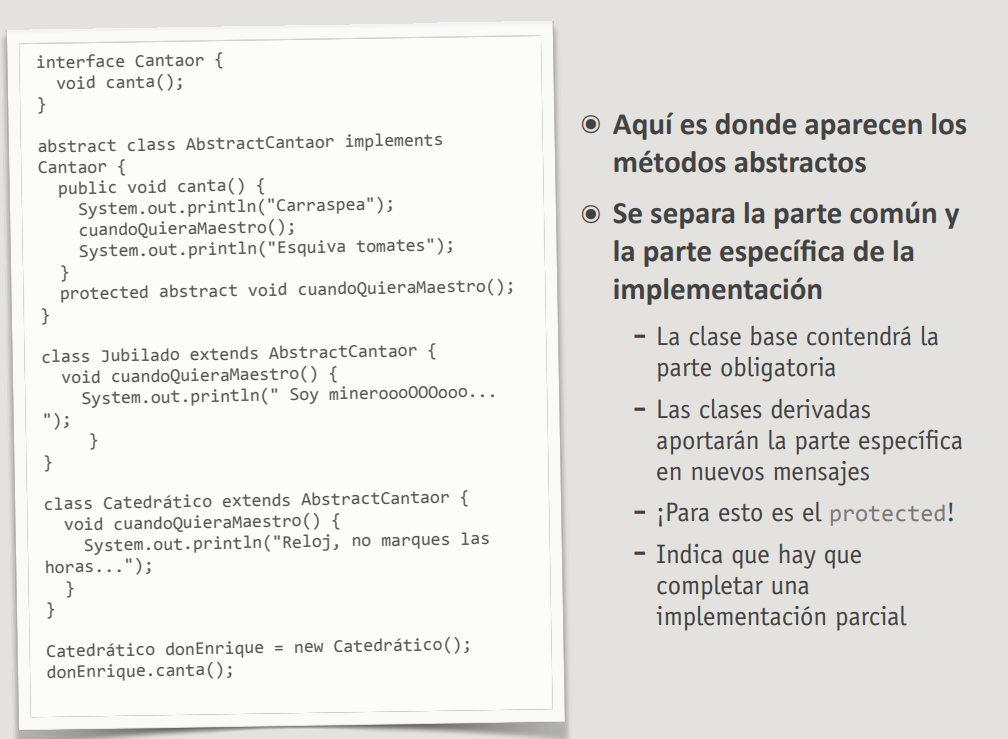 interface Cantaor {
  void canta();
}

abstract class AbstractCantaor implements
Cantaor {
  public void canta() {
    System.out.println("Carraspea");
    cuandoQuieraMaestro();
    System.out.println("Esquiva tomates");
  }
  protected abstract void cuandoQuieraMaestro();
}

class Jubilado extends AbstractCantaor {
  void cuandoQuieraMaestro() {
    System.out.println(" Soy mineroooOOOooo...
");
     }
}

class Catedrático extends AbstractCantaor {
  void cuandoQuieraMaestro() {
    System.out.println("Reloj, no marques las
horas...");
  }
}

Catedrático donEnrique = new Catedrático();
donEnrique.canta();

◉ Aquí es donde aparecen los
métodos abstractos
◉ Se separa la parte común y
la parte específica de la
implementación
– La clase base contendrá la
parte obligatoria
– Las clases derivadas
aportarán la parte específica
en nuevos mensajes
– ¡Para esto es el protected!
– Indica que hay que
completar una
implementación parcial